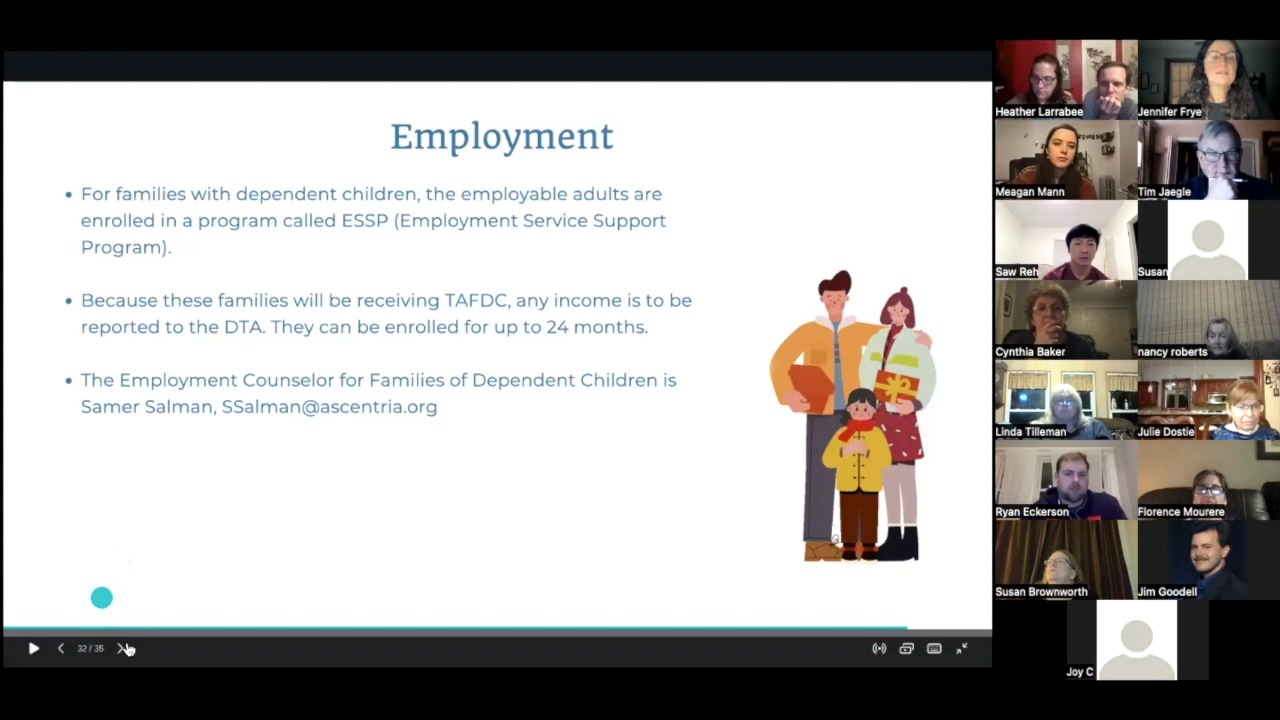 Employment
• For families with dependent children, the employable adults are
enrolled in a program called ESSP (Employment Service Support
Program).
• Because these families will be receiving TAFDC, any income is to be
reported to the DTA. They can be enrolled for up to 24 months.
• The Employment Counselor for Families of Dependent Children is
Samer Salman, SSalman@ascentria.org
32 / 35
Heather Larrabee
Jennifer Frye
Meagan Mann
Tim Jaegle
Saw Reh
Susan
Cynthia Baker
nancy roberts
Linda Tilleman
Julie Dostie
Ryan Eckerson
Florence Mourere
Susan Brownworth
Jim Goodell
Joy C